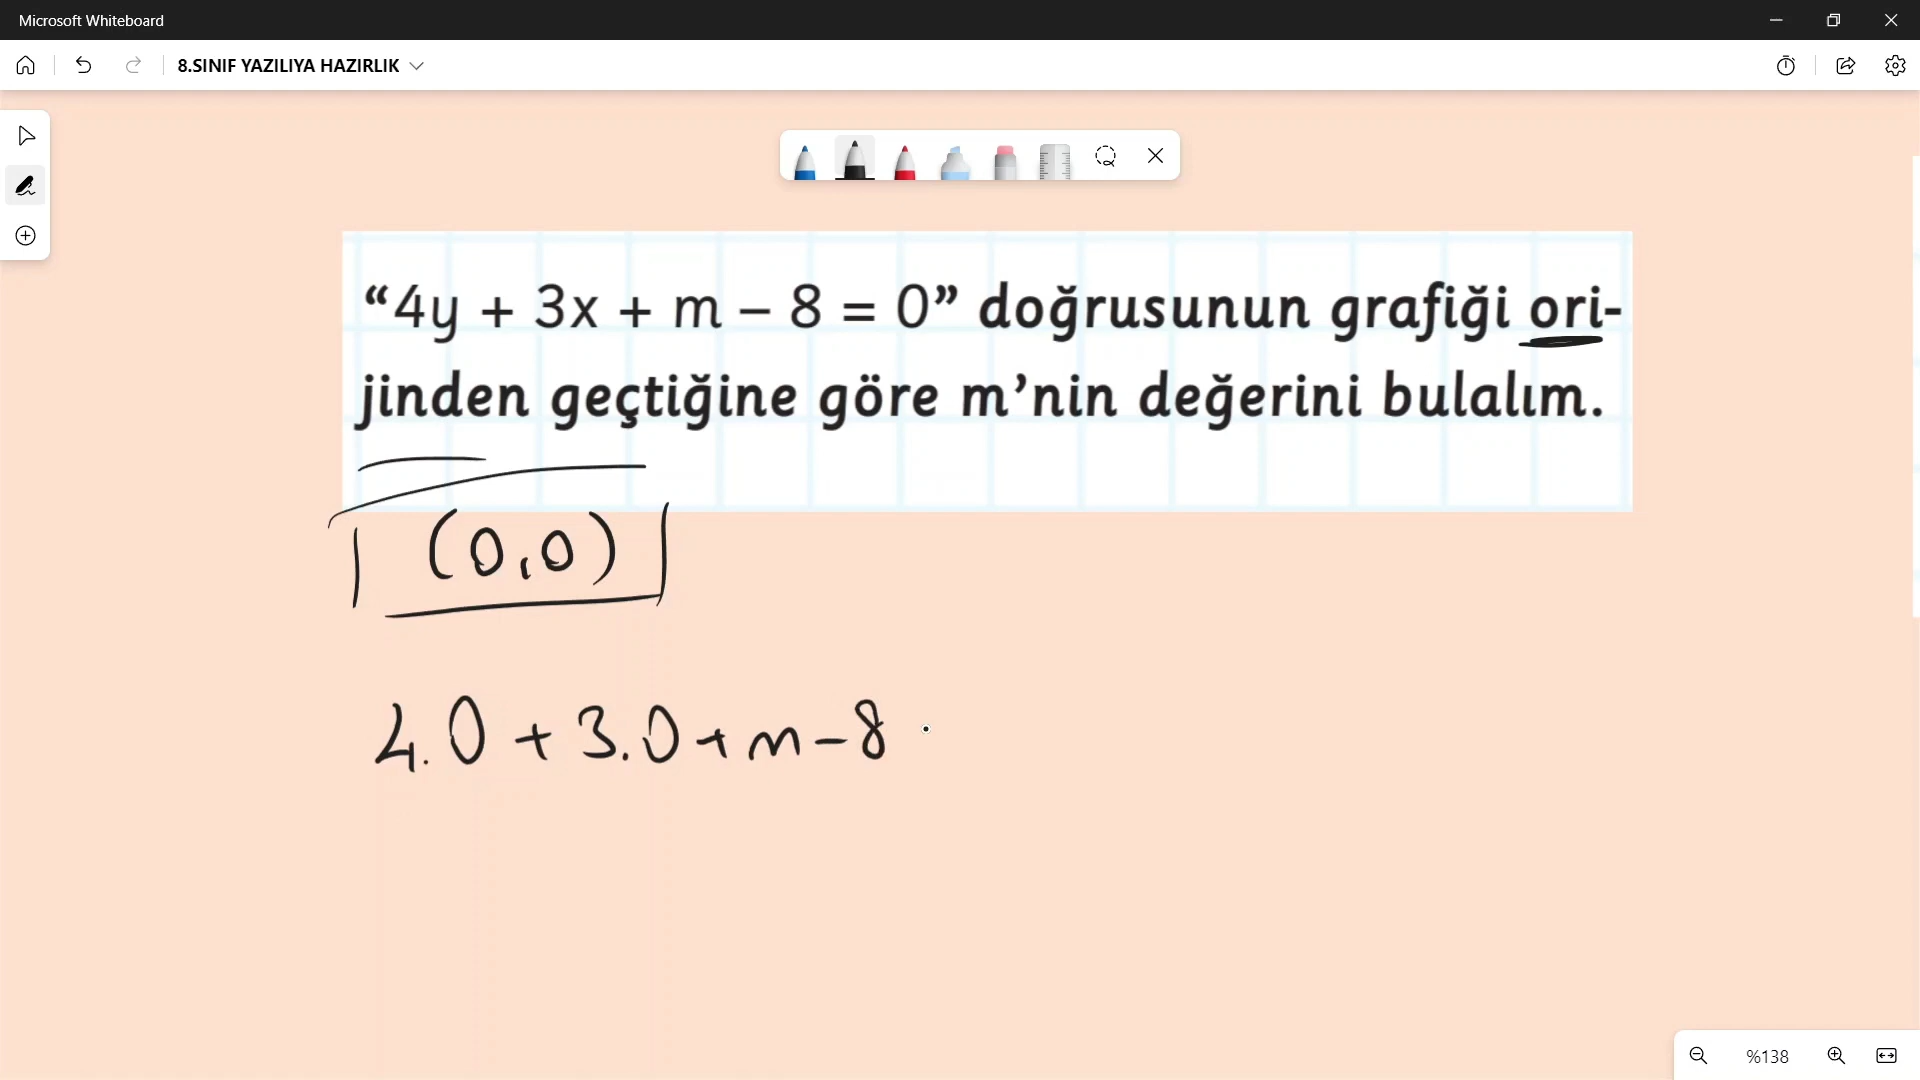 Microsoft Whiteboard
8.SINIF YAZILIYA HAZIRLIK
“4y + 3x + m – 8 = 0” doğrusunun grafiği ori-
jinden geçtiğine göre m’nin değerini bulalım.
(0,0)
4.0 + 3.0 + m – 8
%138